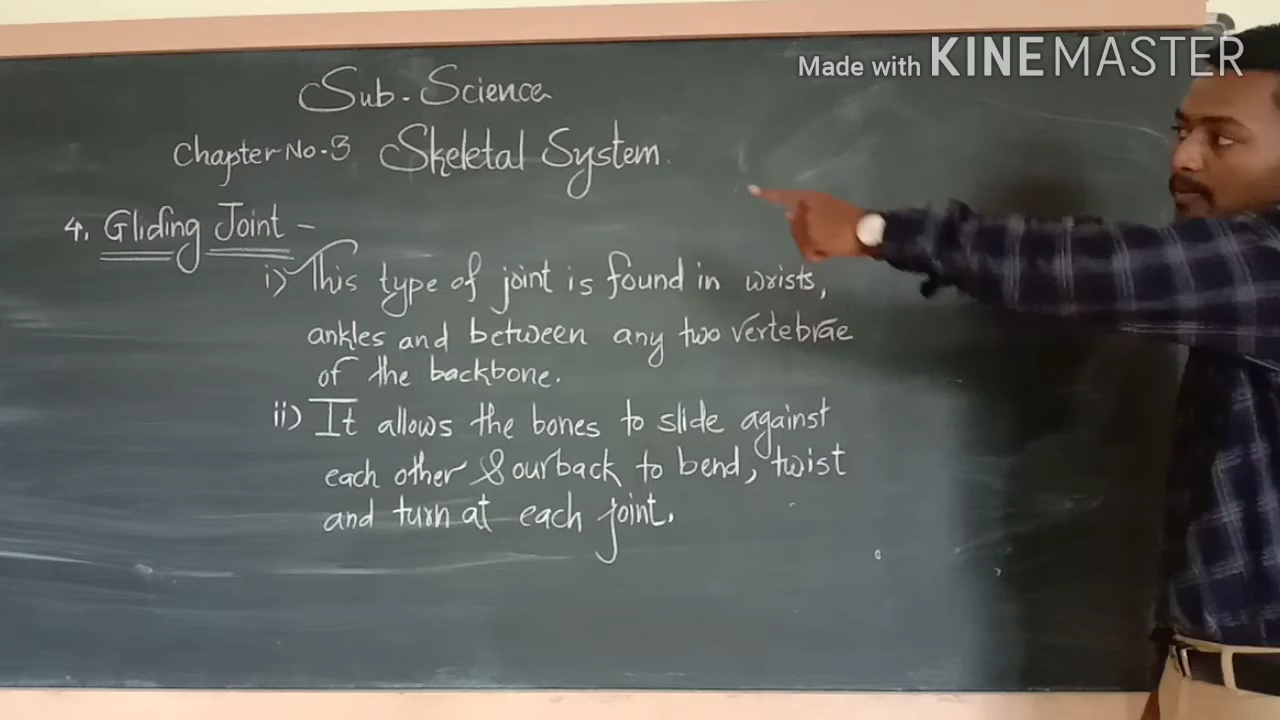 Made with KINEMASTER
Sub. Science
Chapter No. 3 Skeletal System.
4. Gliding Joint -
i) This type of joint is found in wrists,
ankles and between any two vertebrae
of the backbone.
ii) It allows the bones to slide against
each other & our back to bend, twist
and turn at each joint.